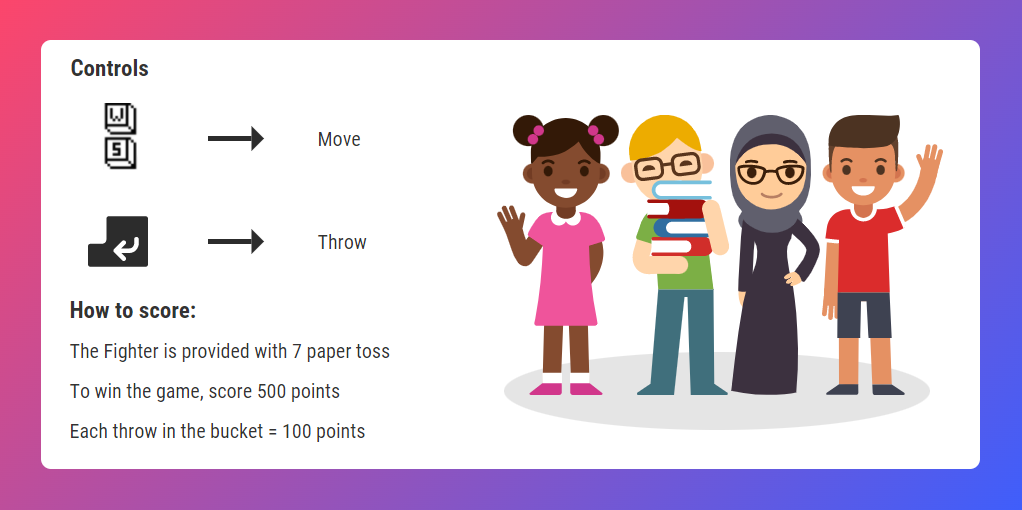 Controls
W
S
Move
Throw
How to score:
The Fighter is provided with 7 paper toss
To win the game, score 500 points
Each throw in the bucket = 100 points